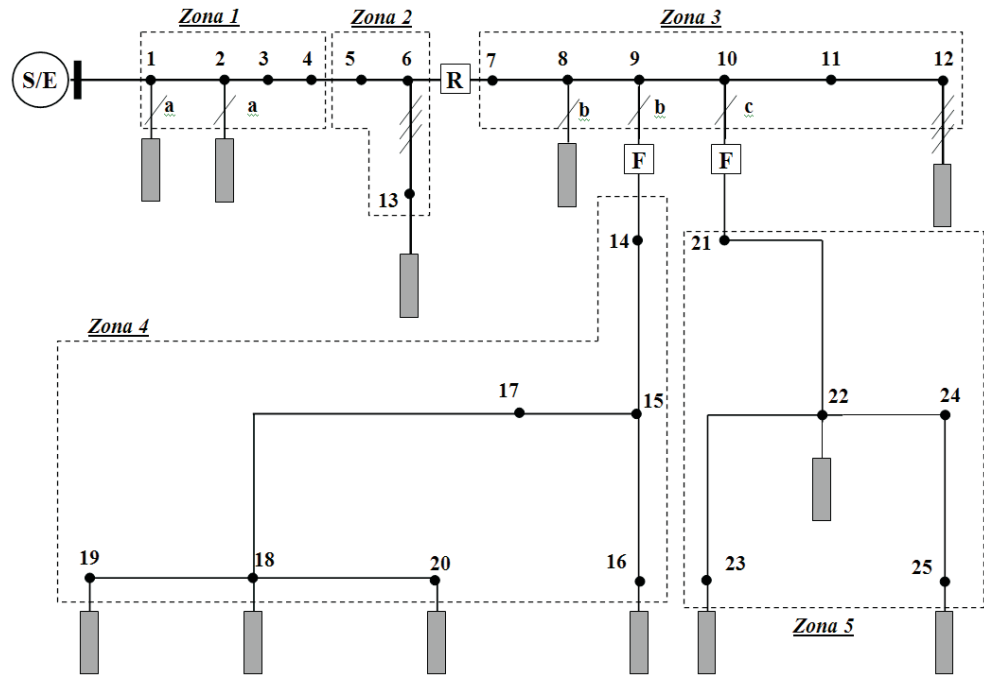 Zona 1 Zona 2 Zona 3
1 2 3 4 5 6 7 8 9 10 11 12
S/E R
a a b b c
F F
13
14 21
Zona 4
17 15 22 24
19 18 20 16 23 25
Zona 5